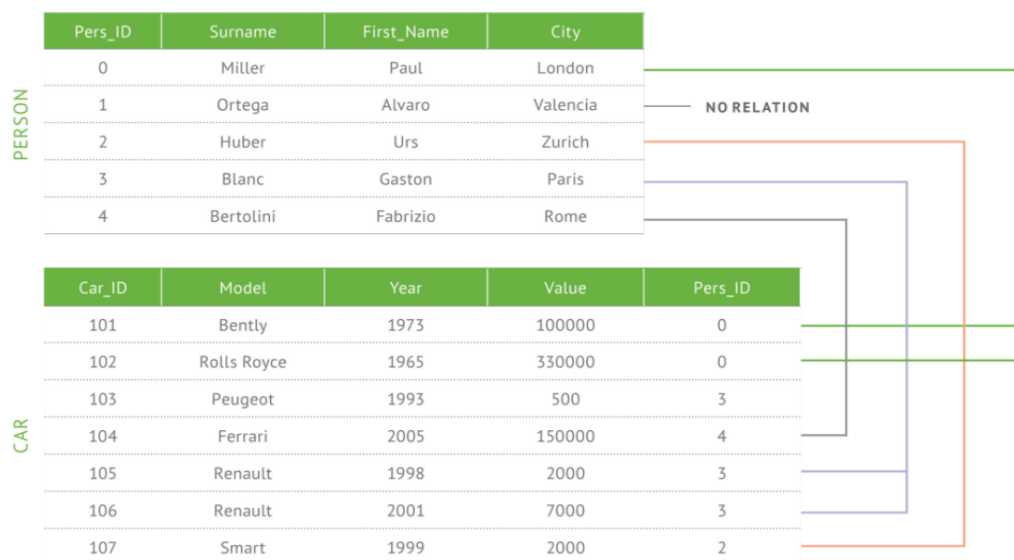 Pers_ID Surname First_Name City
0 Miller Paul London
1 Ortega Alvaro Valencia NO RELATION
2 Huber Urs Zurich
3 Blanc Gaston Paris
4 Bertolini Fabrizio Rome
PERSON
Car_ID Model Year Value Pers_ID
101 Bently 1973 100000 0
102 Rolls Royce 1965 330000 0
103 Peugeot 1993 500 3
104 Ferrari 2005 150000 4
105 Renault 1998 2000 3
106 Renault 2001 7000 3
107 Smart 1999 2000 2
CAR